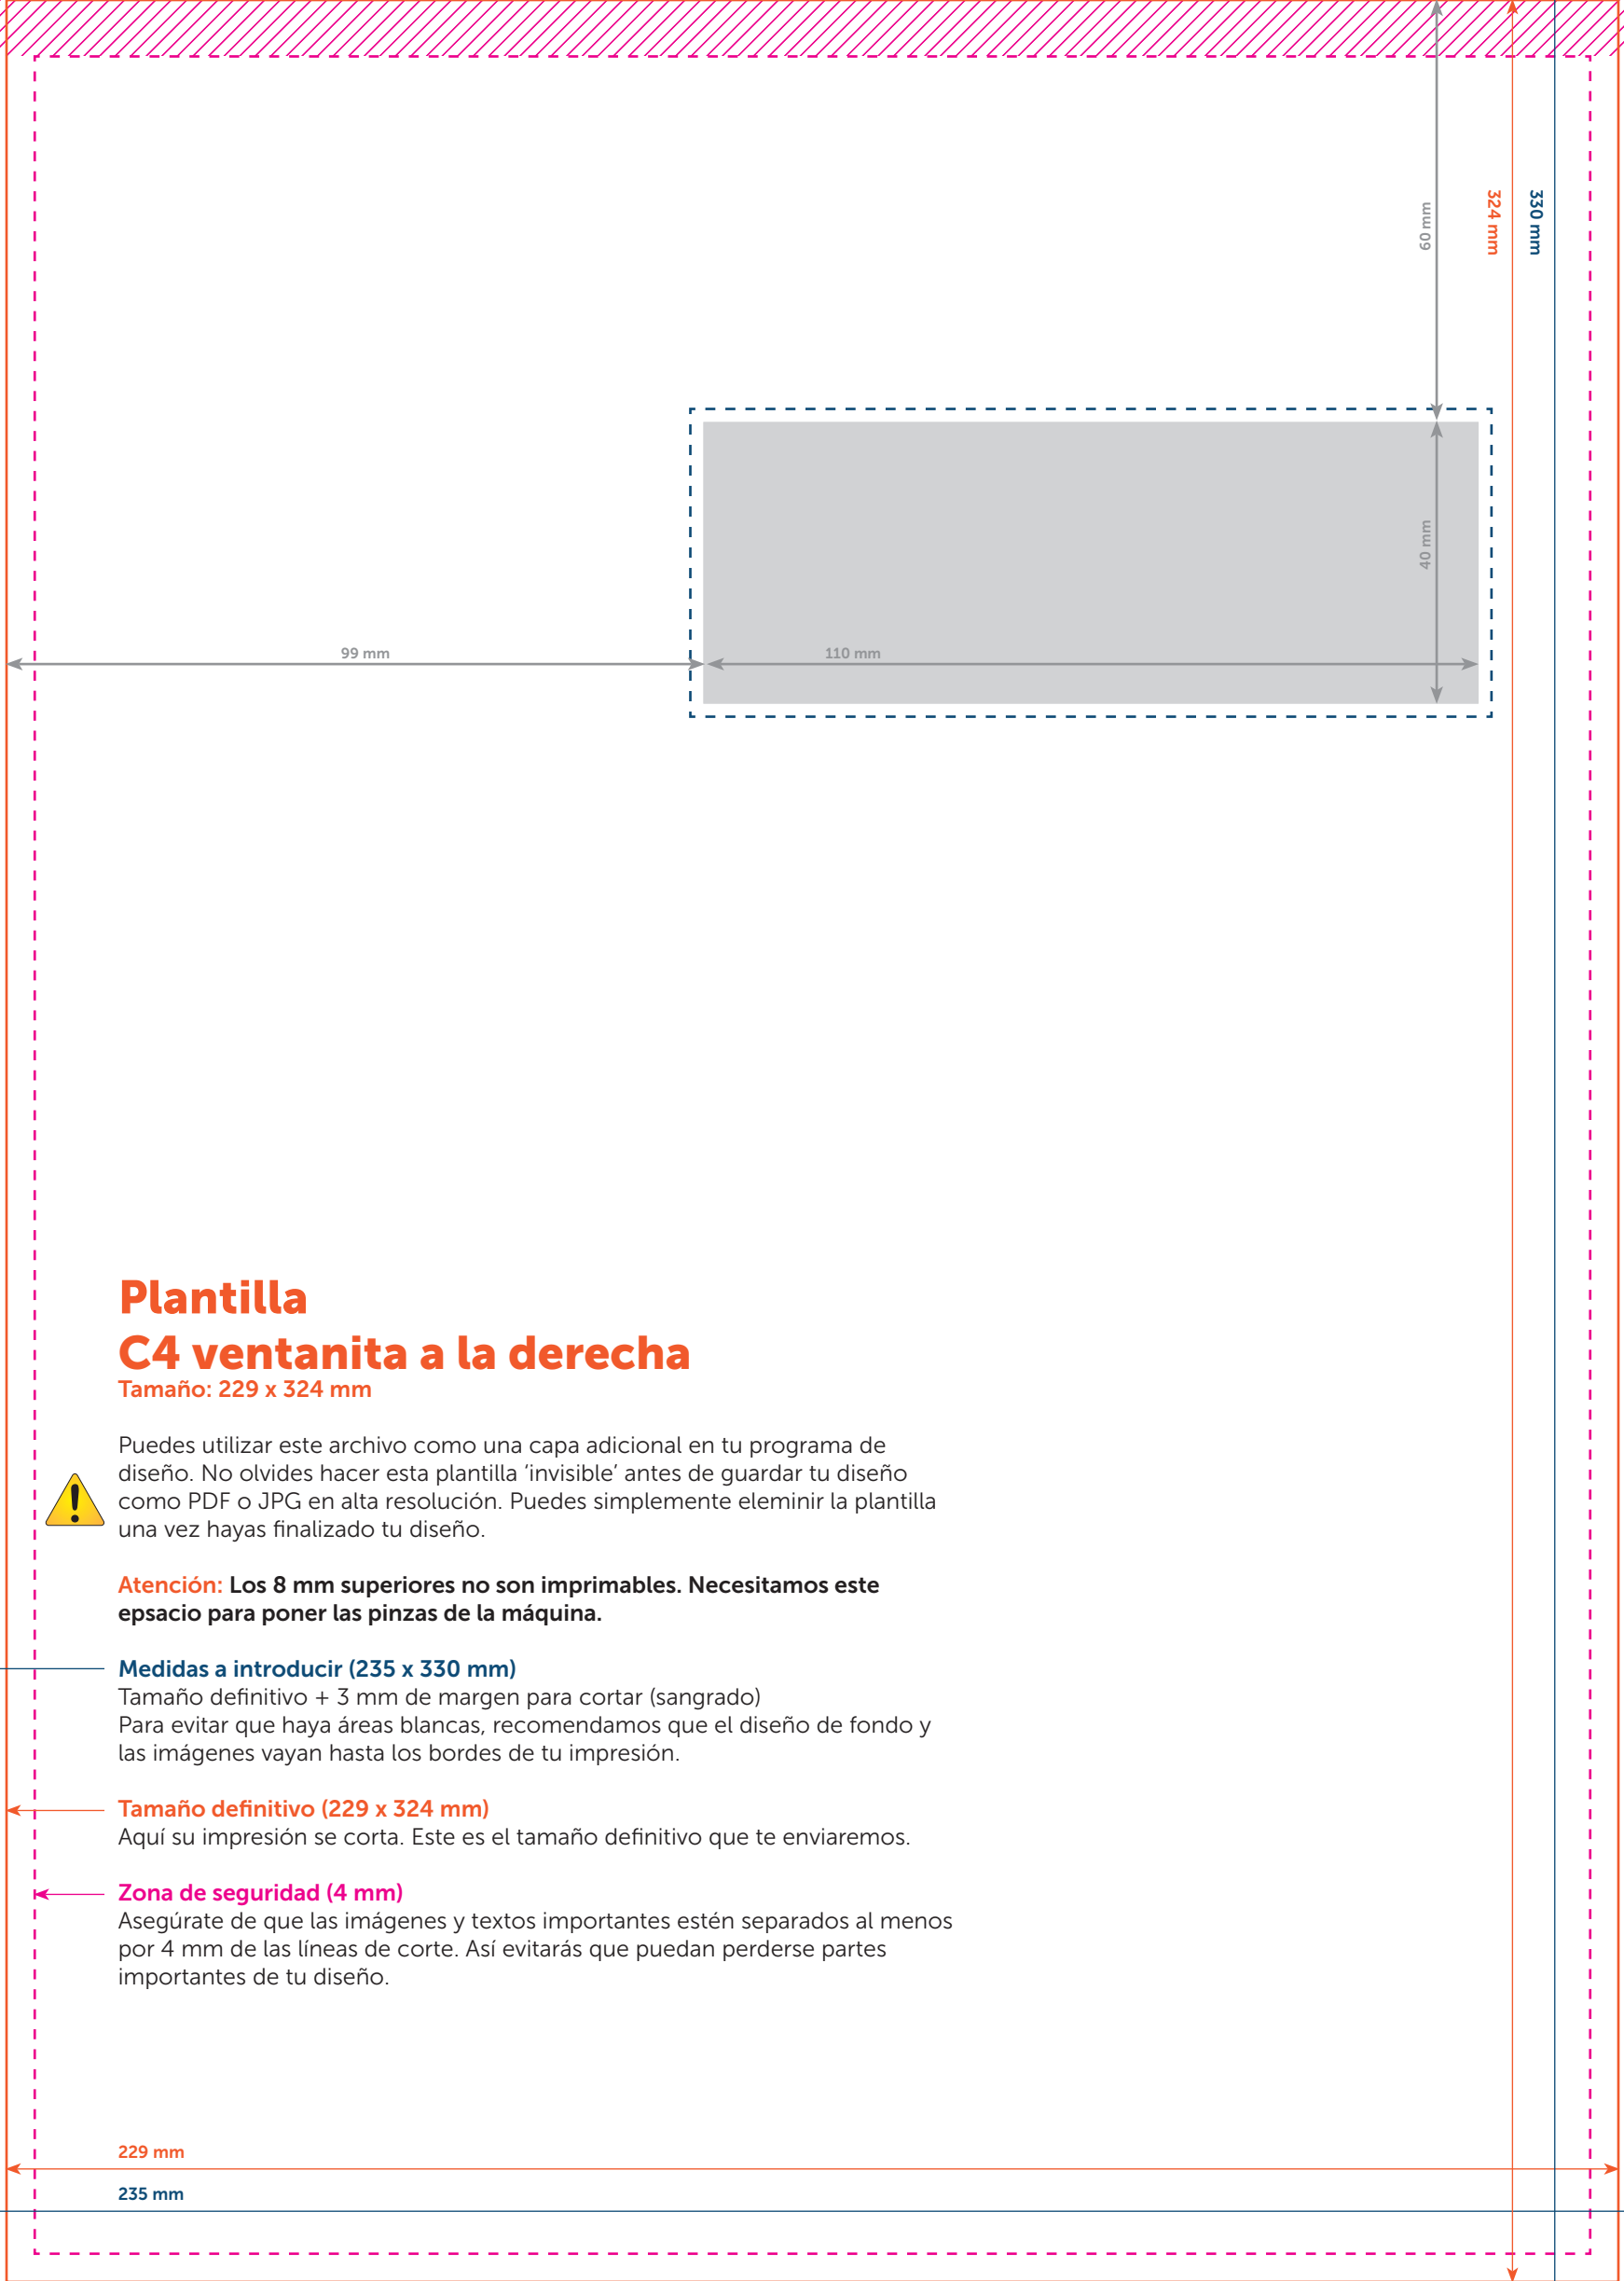 60 mm
324 mm
330 mm
40 mm
99 mm
110 mm
Plantilla
C4 ventanita a la derecha
Tamaño: 229 x 324 mm
Puedes utilizar este archivo como una capa adicional en tu programa de
diseño. No olvides hacer esta plantilla ‘invisible’ antes de guardar tu diseño
como PDF o JPG en alta resolución. Puedes simplemente eleminir la plantilla
una vez hayas finalizado tu diseño.
Atención: Los 8 mm superiores no son imprimables. Necesitamos este
epsacio para poner las pinzas de la máquina.
Medidas a introducir (235 x 330 mm)
Tamaño definitivo + 3 mm de margen para cortar (sangrado)
Para evitar que haya áreas blancas, recomendamos que el diseño de fondo y
las imágenes vayan hasta los bordes de tu impresión.
Tamaño definitivo (229 x 324 mm)
Aquí su impresión se corta. Este es el tamaño definitivo que te enviaremos.
Zona de seguridad (4 mm)
Asegúrate de que las imágenes y textos importantes estén separados al menos
por 4 mm de las líneas de corte. Así evitarás que puedan perderse partes
importantes de tu diseño.
229 mm
235 mm